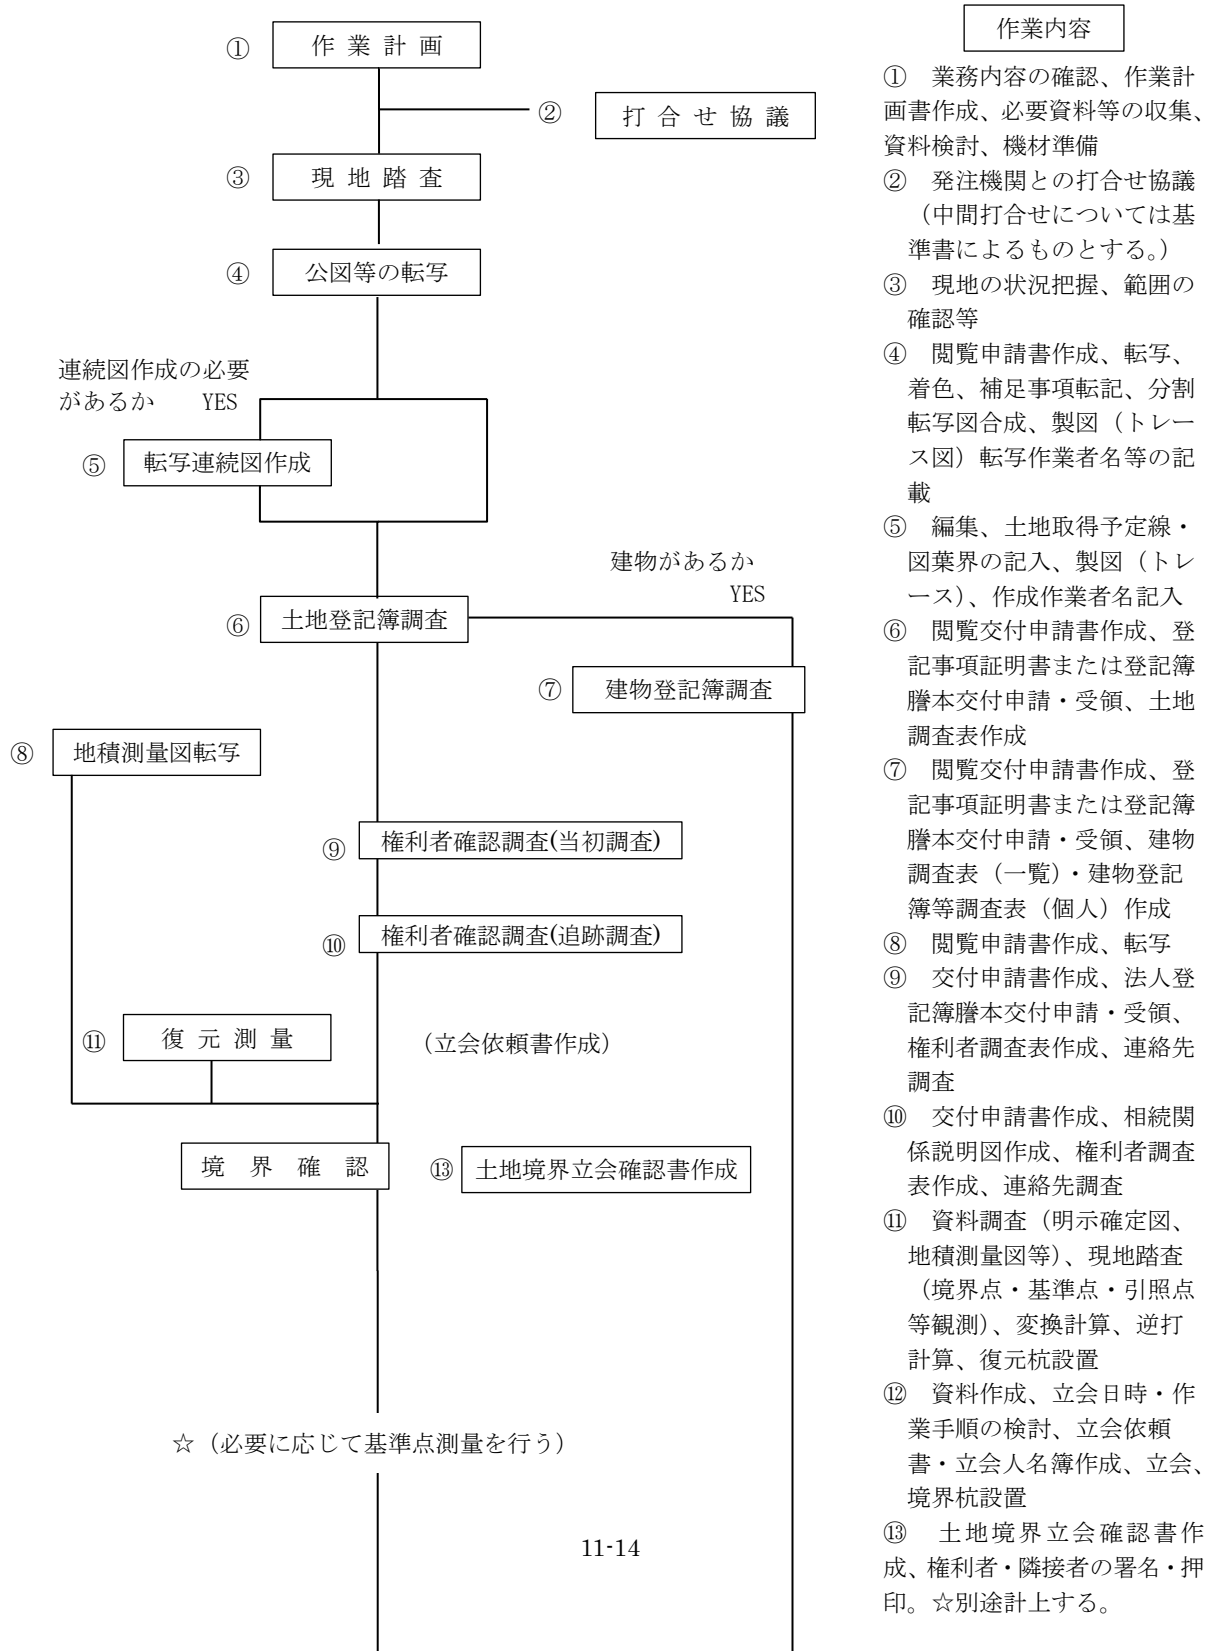 ① 作業計画
② 打合せ協議
③ 現地踏査
④ 公図等の転写
連続図作成の必要
があるか YES
⑤ 転写連続図作成
建物があるか
YES
⑥ 土地登記簿調査
⑦ 建物登記簿調査
⑧ 地積測量図転写
⑨ 権利者確認調査(当初調査)
⑩ 権利者確認調査(追跡調査)
⑪ 復元測量
（立会依頼書作成）
境界確認
⑬ 土地境界立会確認書作成
☆（必要に応じて基準点測量を行う）
11-14
作業内容
① 業務内容の確認、作業計
画書作成、必要資料等の収集、
資料検討、機材準備
② 発注機関との打合せ協議
（中間打合せについては基
準書によるものとする。）
③ 現地の状況把握、範囲の
確認等
④ 閲覧申請書作成、転写、
着色、補足事項転記、分割
転写図合成、製図（トレー
ス図）転写作業者名等の記
載
⑤ 編集、土地取得予定線・
図葉界の記入、製図（トレ
ース）、作成作業者名記入
⑥ 閲覧交付申請書作成、登
記事項証明書または登記簿
謄本交付申請・受領、土地
調査表作成
⑦ 閲覧交付申請書作成、登
記事項証明書または登記簿
謄本交付申請・受領、建物
調査表（一覧）・建物登記
簿等調査表（個人）作成
⑧ 閲覧申請書作成、転写
⑨ 交付申請書作成、法人登
記簿謄本交付申請・受領、
権利者調査表作成、連絡先
調査
⑩ 交付申請書作成、相続関
係説明図作成、権利者調査
表作成、連絡先調査
⑪ 資料調査（明示確定図、
地積測量図等）、現地踏査
（境界点・基準点・引照点
等観測）、変換計算、逆打
計算、復元杭設置
⑫ 資料作成、立会日時・作
業手順の検討、立会依頼
書・立会人名簿作成、立会、
境界杭設置
⑬ 土地境界立会確認書作
成、権利者・隣接者の署名・押
印。☆別途計上する。